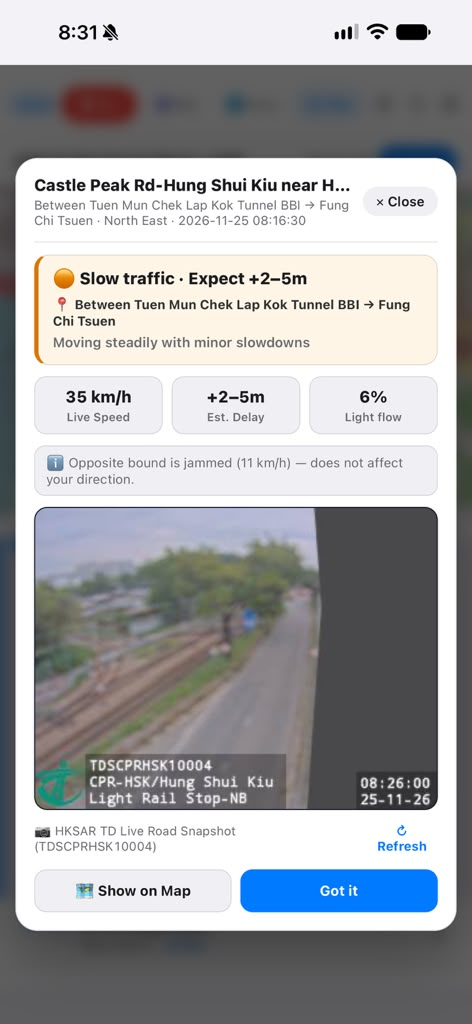 8:31
Castle Peak Rd-Hung Shui Kiu near H...
× Close
Between Tuen Mun Chek Lap Kok Tunnel BBI → Fung
Chi Tsuen · North East · 2026-11-25 08:16:30
Slow traffic · Expect +2–5m
Between Tuen Mun Chek Lap Kok Tunnel BBI → Fung
Chi Tsuen
Moving steadily with minor slowdowns
35 km/h
Live Speed
+2–5m
Est. Delay
6%
Light flow
Opposite bound is jammed (11 km/h) — does not affect
your direction.
TDSCPRHSK10004
CPR-HSK/Hung Shui Kiu
Light Rail Stop-NB
08:26:00
25-11-26
HKSAR TD Live Road Snapshot
(TDSCPRHSK10004)
Refresh
Show on Map
Got it